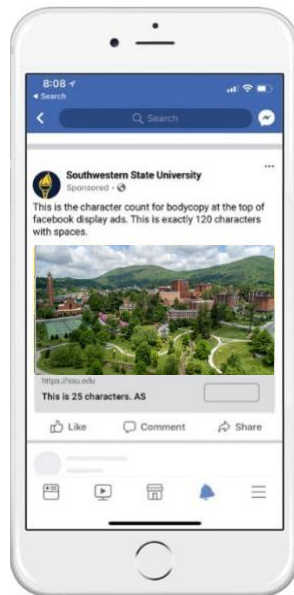 8:08
Search
Search
Southwestern State University
Sponsored ·
This is the character count for bodycopy at the top of
facebook display ads. This is exactly 120 characters
with spaces.
https://ssu.edu
This is 25 characters. AS
Like
Comment
Share